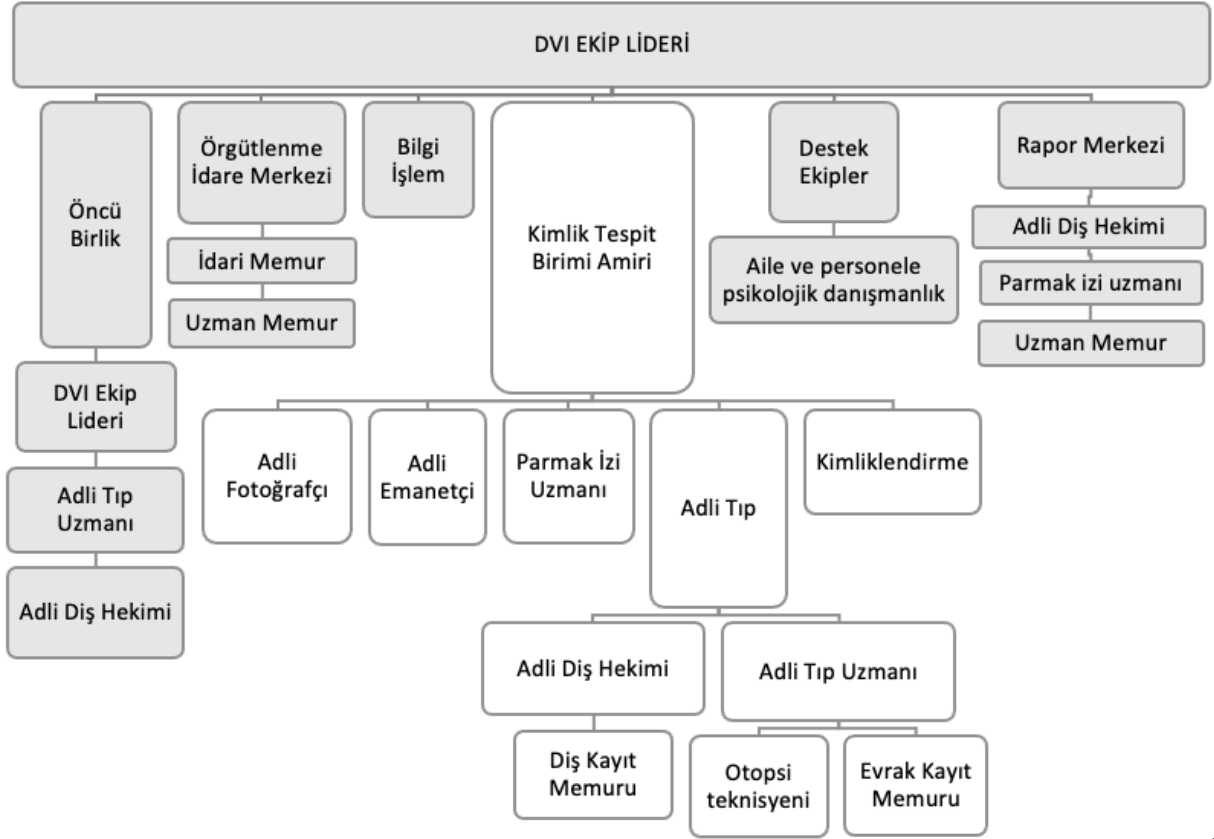 DVI EKİP LİDERİ
Öncü
Birlik
DVI Ekip
Lideri
Adli Tıp
Uzmanı
Adli Diş Hekimi
Örgütlenme
İdare Merkezi
İdari Memur
Uzman Memur
Bilgi
İşlem
Kimlik Tespit
Birimi Amiri
Adli
Fotoğrafçı
Adli
Emanetçi
Parmak İzi
Uzmanı
Adli Tıp
Adli Diş Hekimi
Diş Kayıt
Memuru
Adli Tıp Uzmanı
Otopsi
teknisyeni
Evrak Kayıt
Memuru
Kimliklendirme
Destek
Ekipler
Aile ve personele
psikolojik danışmanlık
Rapor Merkezi
Adli Diş Hekimi
Parmak izi uzmanı
Uzman Memur